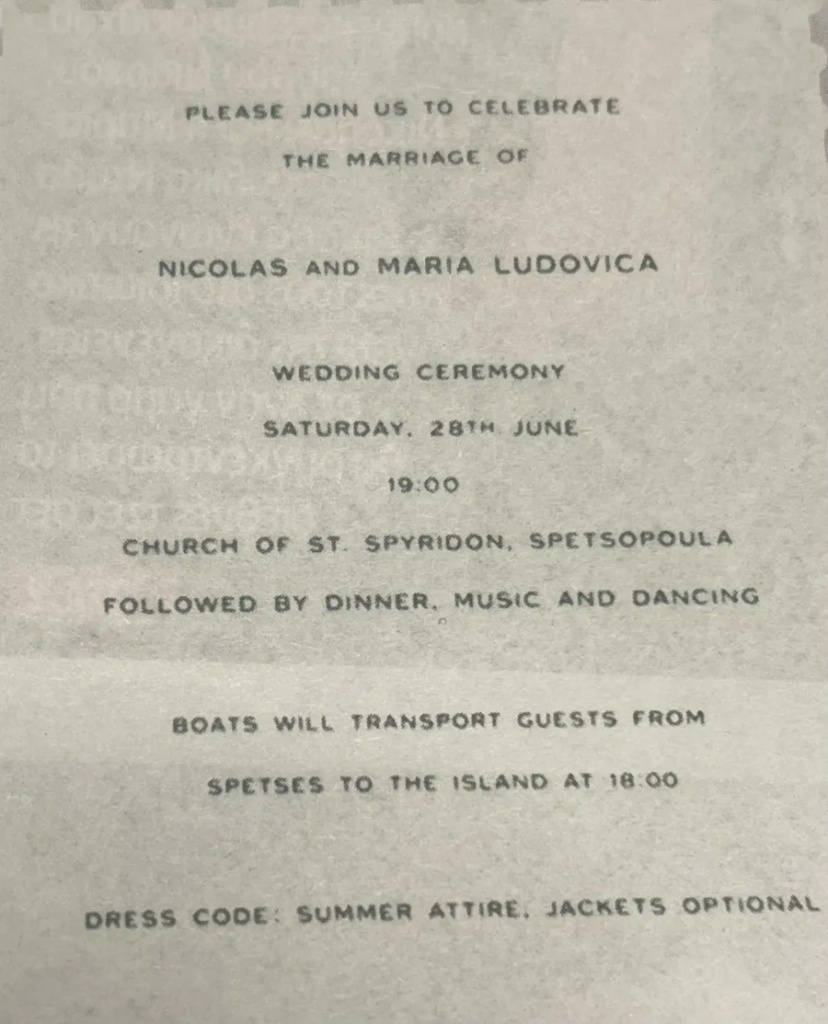 PLEASE JOIN US TO CELEBRATE
THE MARRIAGE OF
NICOLAS AND MARIA LUDOVICA
WEDDING CEREMONY
SATURDAY, 28TH JUNE
19:00
CHURCH OF ST. SPYRIDON, SPETSOPOULA
FOLLOWED BY DINNER, MUSIC AND DANCING
BOATS WILL TRANSPORT GUESTS FROM
SPETSES TO THE ISLAND AT 18:00
DRESS CODE: SUMMER ATTIRE, JACKETS OPTIONAL